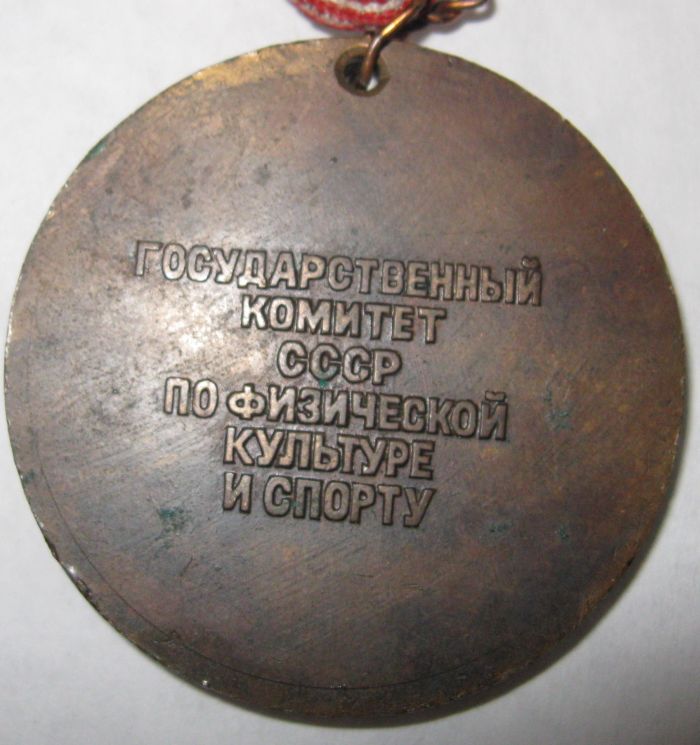 ГОСУДАРСТВЕННЫЙ
КОМИТЕТ
СССР
ПО ФИЗИЧЕСКОЙ
КУЛЬТУРЕ
И СПОРТУ